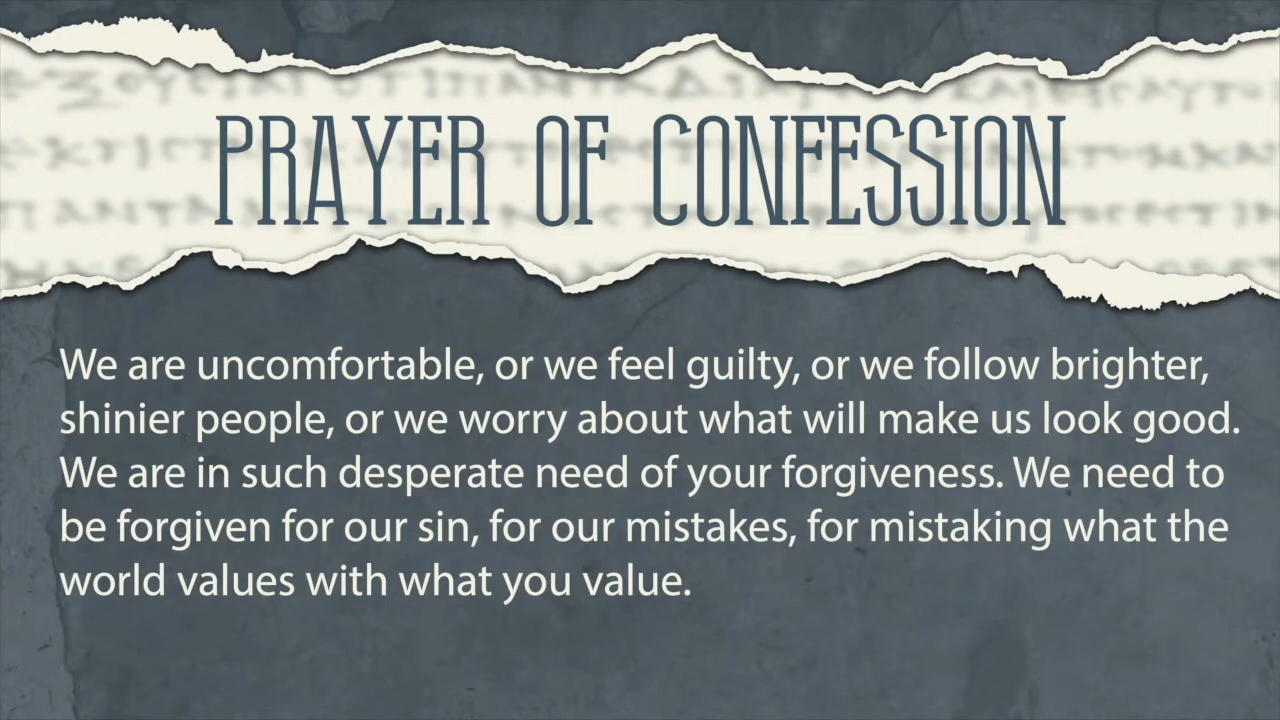 PRAYER OF CONFESSION
We are uncomfortable, or we feel guilty, or we follow brighter,
shinier people, or we worry about what will make us look good.
We are in such desperate need of your forgiveness. We need to
be forgiven for our sin, for our mistakes, for mistaking what the
world values with what you value.